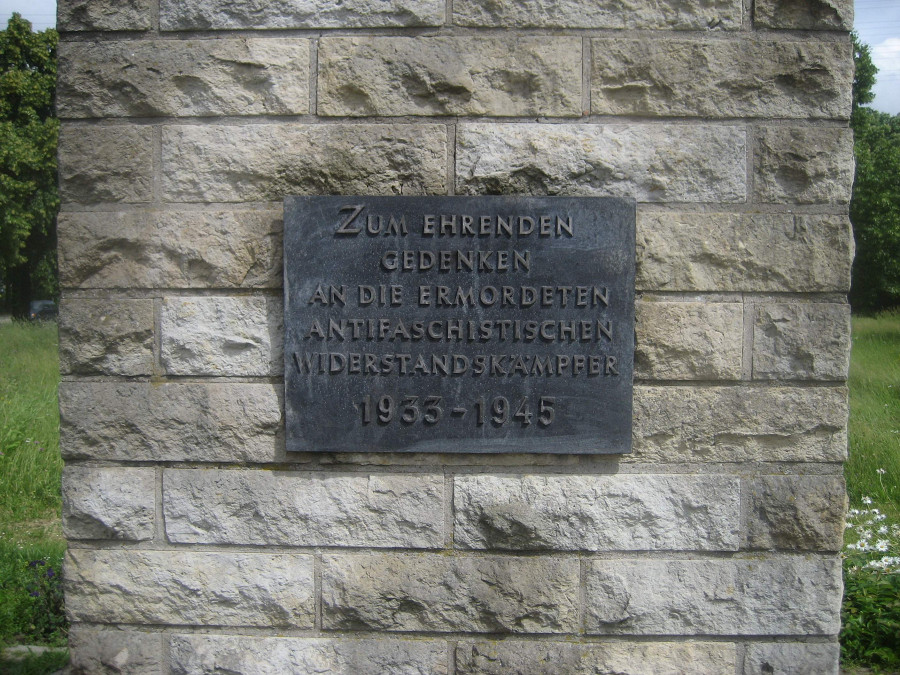 ZUM EHRENDEN
GEDENKEN
AN DIE ERMORDETEN
ANTIFASCHISTISCHEN
WIDERSTANDSKÄMPFER
1933-1945